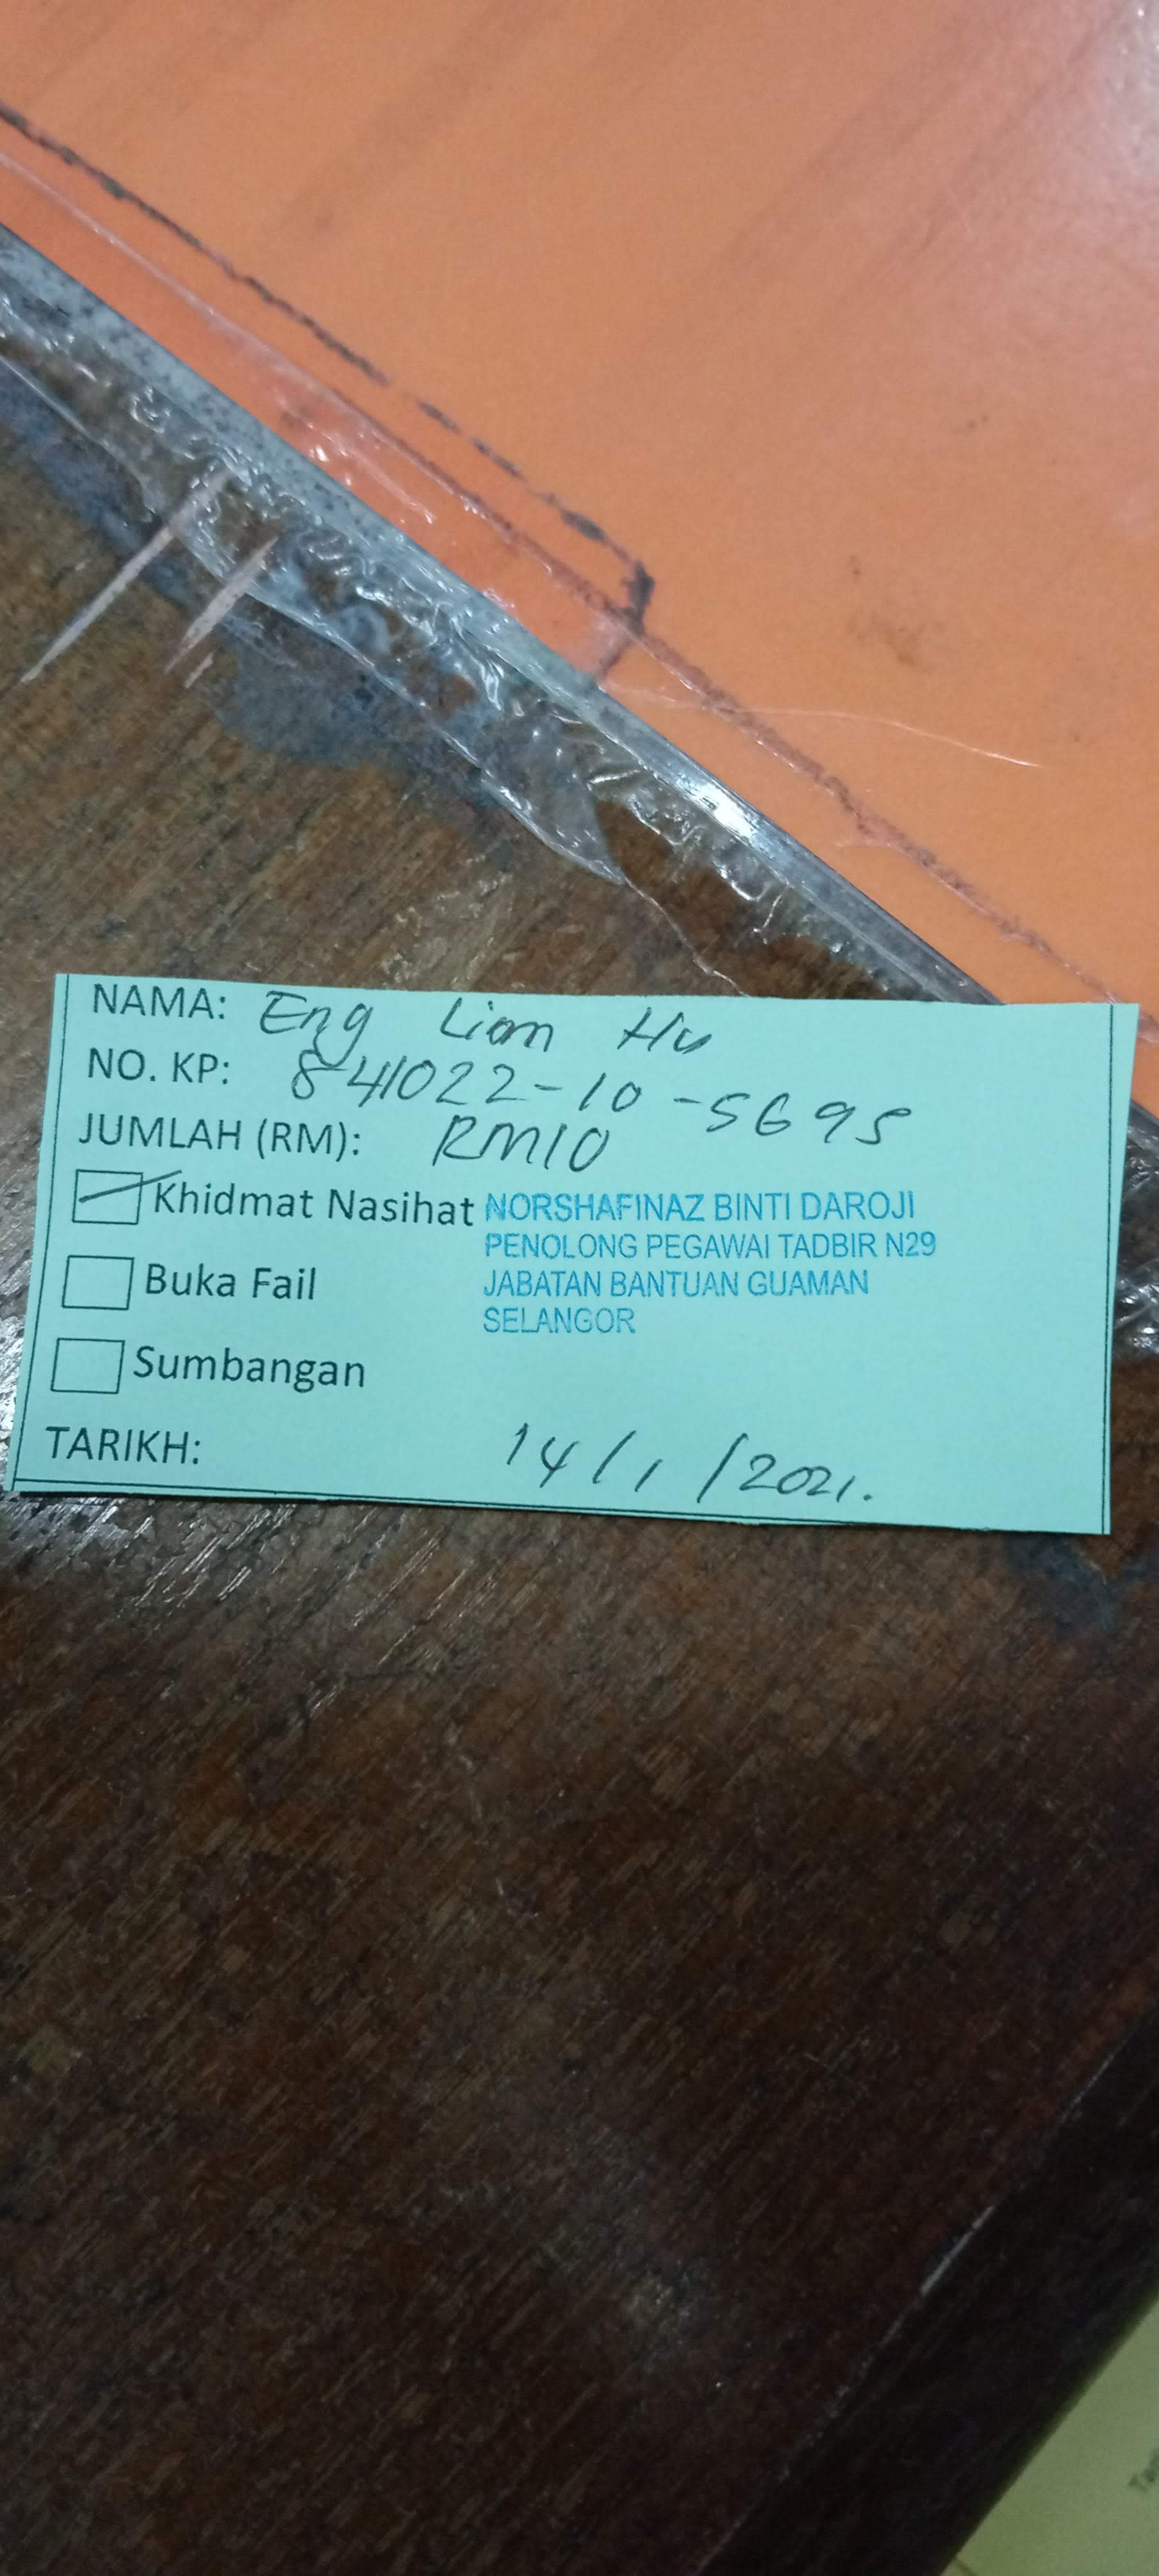 NAMA: Eng Lian Hu
NO. KP: 841022-10-5695
JUMLAH (RM): RM10
Khidmat Nasihat
NORSHAFINAZ BINTI DAROJI
PENOLONG PEGAWAI TADBIR N29
JABATAN BANTUAN GUAMAN
SELANGOR
Buka Fail
Sumbangan
TARIKH: 14/1/2021.